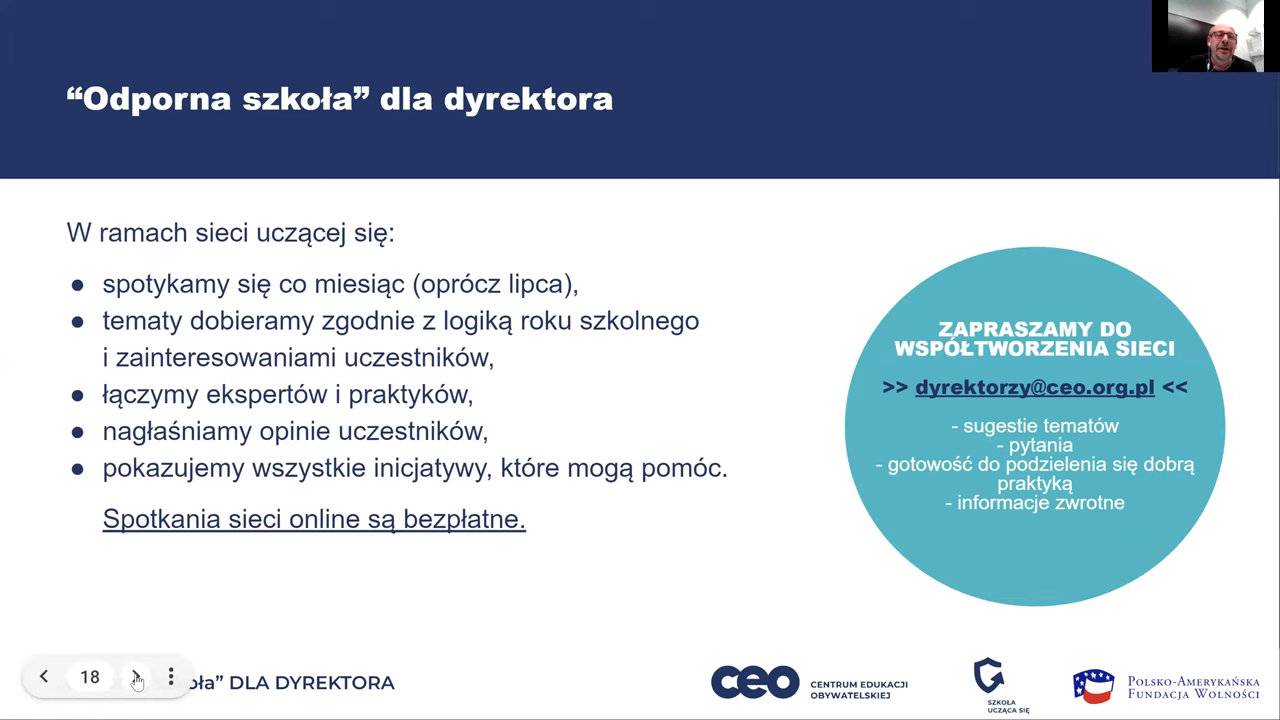 “Odporna szkoła” dla dyrektora
W ramach sieci uczącej się:
● spotykamy się co miesiąc (oprócz lipca),
● tematy dobieramy zgodnie z logiką roku szkolnego
i zainteresowaniami uczestników,
● łączymy ekspertów i praktyków,
● nagłaśniamy opinie uczestników,
● pokazujemy wszystkie inicjatywy, które mogą pomóc.
Spotkania sieci online są bezpłatne.
ZAPRASZAMY DO
WSPÓŁTWORZENIA SIECI
>> dyrektorzy@ceo.org.pl <<
- sugestie tematów
- pytania
- gotowość do podzielenia się dobrą
praktyką
- informacje zwrotne
18
oła” DLA DYREKTORA
ceo
CENTRUM EDUKACJI
OBYWATELSKIEJ
SZKOŁA
UCZĄCA SIĘ
POLSKO-AMERYKAŃSKA
FUNDACJA WOLNOŚCI